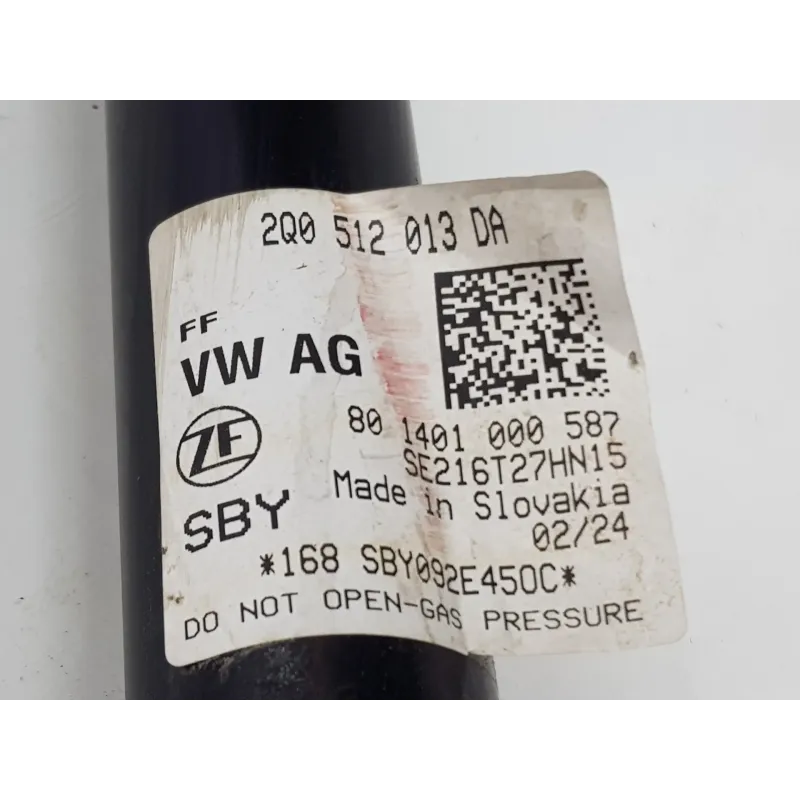 2Q0 512 013 DA
FF
VW AG
80 1401 000 587
ZF
SE216T27HN15
Made in Slovakia
SBY
02/24
*168 SBY092E450C*
DO NOT OPEN-GAS PRESSURE